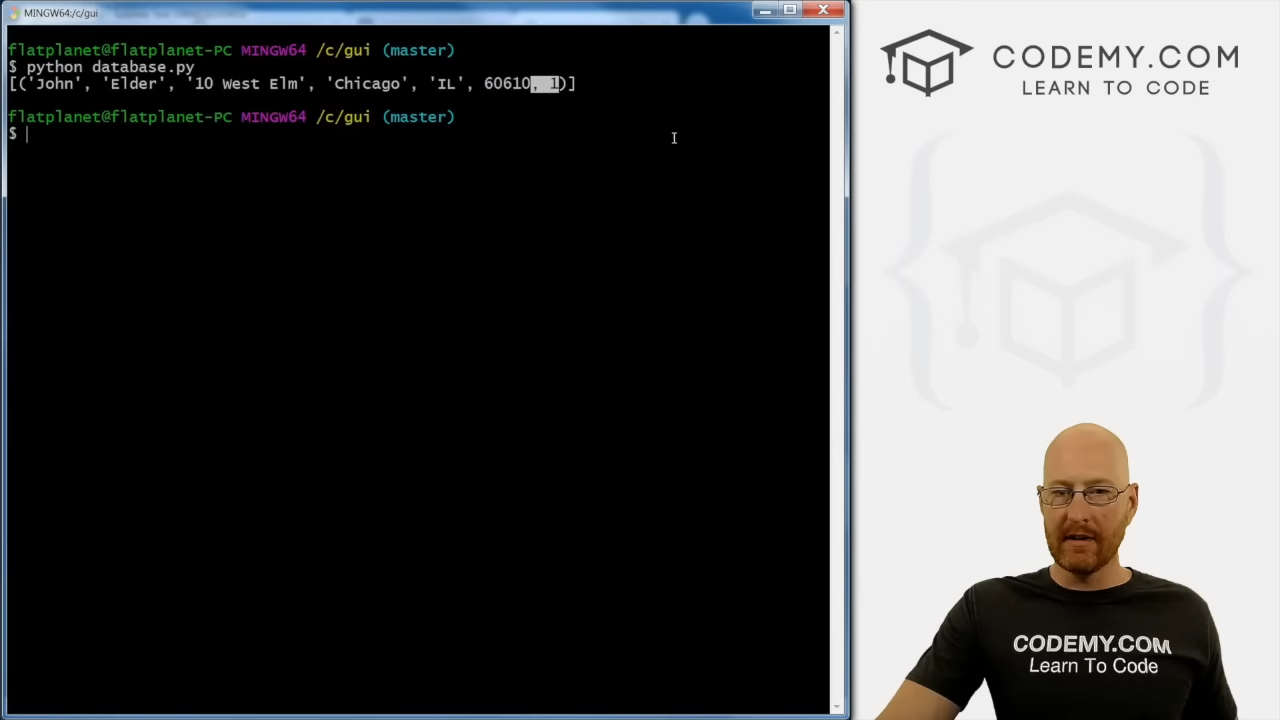 MINGW64:/c/gui
flatplanet@flatplanet-PC MINGW64 /c/gui (master)
$ python database.py
[('John', 'Elder', '10 West Elm', 'Chicago', 'IL', 60610, 1)]
flatplanet@flatplanet-PC MINGW64 /c/gui (master)
$
CODEMY.COM
LEARN TO CODE
CODEMY.COM
Learn To Code